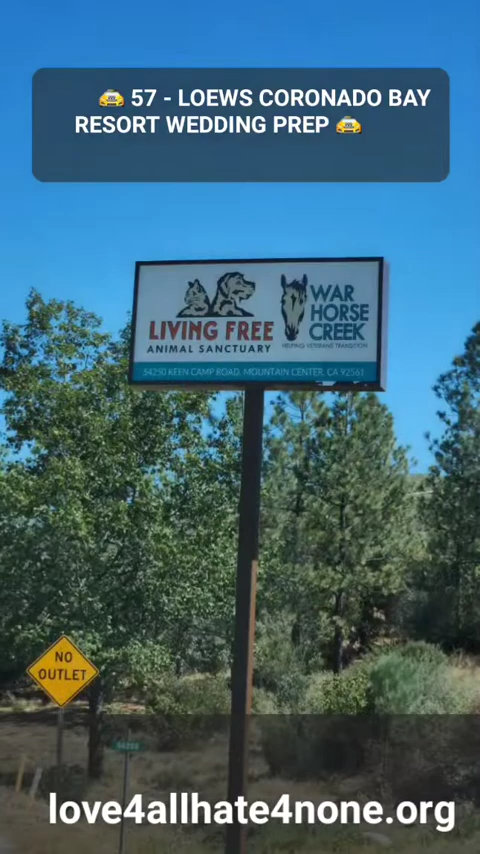 🚖 57 - LOEWS CORONADO BAY
RESORT WEDDING PREP 🚖
LIVING FREE
ANIMAL SANCTUARY
WAR
HORSE
CREEK
HELPING VETERANS TRANSITION
54250 KEEN CAMP ROAD, MOUNTAIN CENTER, CA 92561
NO
OUTLET
love4allhate4none.org